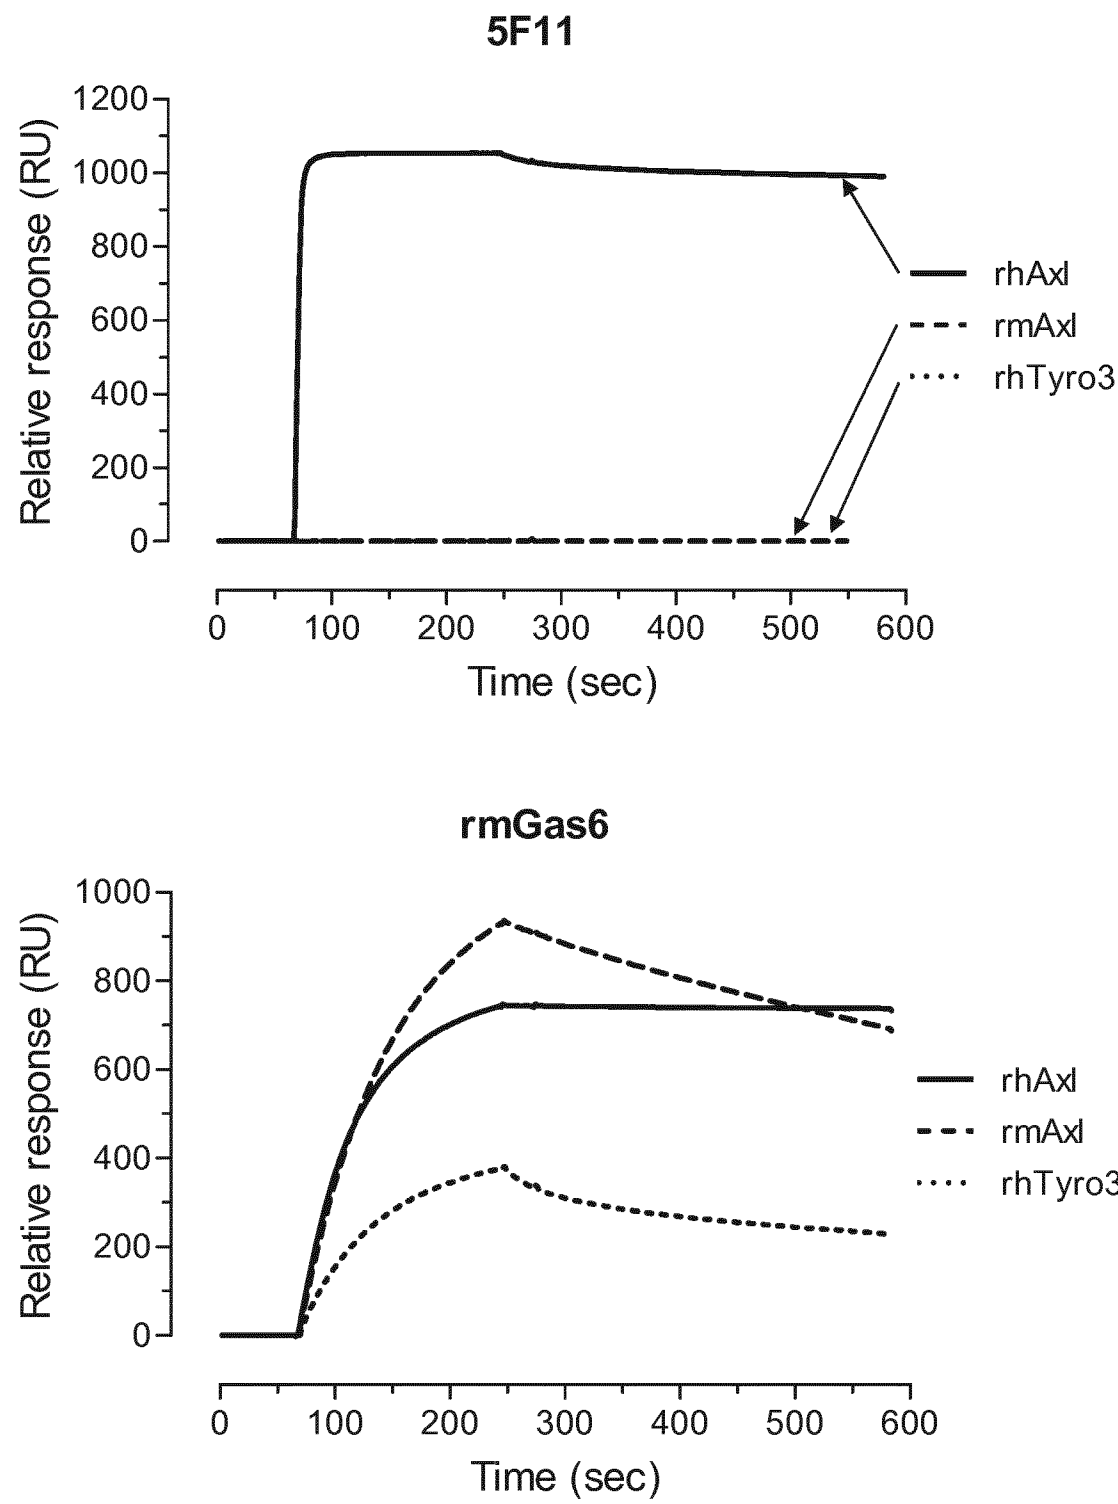 5F11
1200
1000
800
600
400
200
0
Relative response (RU)
rhAxl
rmAxl
rhTyro3
0 100 200 300 400 500 600
Time (sec)
rmGas6
1000
800
600
400
200
0
Relative response (RU)
rhAxl
rmAxl
rhTyro3
0 100 200 300 400 500 600
Time (sec)